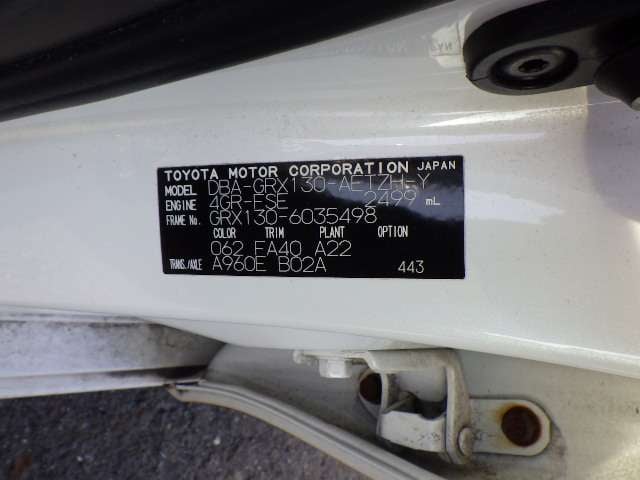 TOYOTA MOTOR CORPORATION JAPAN
MODEL DBA-GRX130-AETZH-Y
ENGINE 4GR-FSE 2499 mL
FRAME No. GRX130-6035498
COLOR TRIM PLANT OPTION
062 FA40 A22
TRANS./AXLE A960E B02A 443